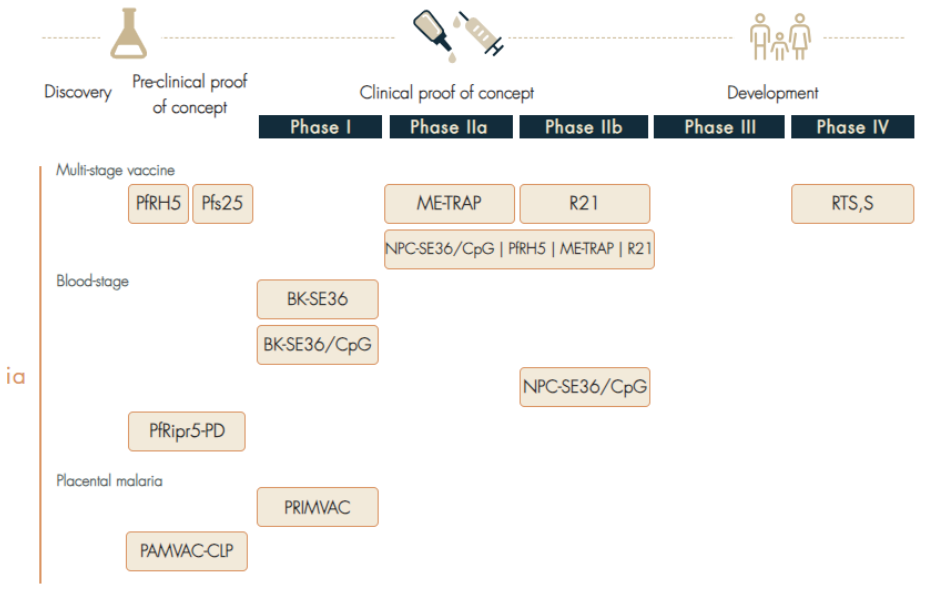 Discovery
Pre-clinical proof
of concept
Clinical proof of concept
Development
Phase I
Phase IIa
Phase IIb
Phase III
Phase IV
Multi-stage vaccine
PfRH5
Pfs25
ME-TRAP
R21
RTS,S
NPC-SE36/CpG | PfRH5 | ME-TRAP | R21
Blood-stage
BK-SE36
BK-SE36/CpG
ia
NPC-SE36/CpG
PfRipr5-PD
Placental malaria
PRIMVAC
PAMVAC-CLP